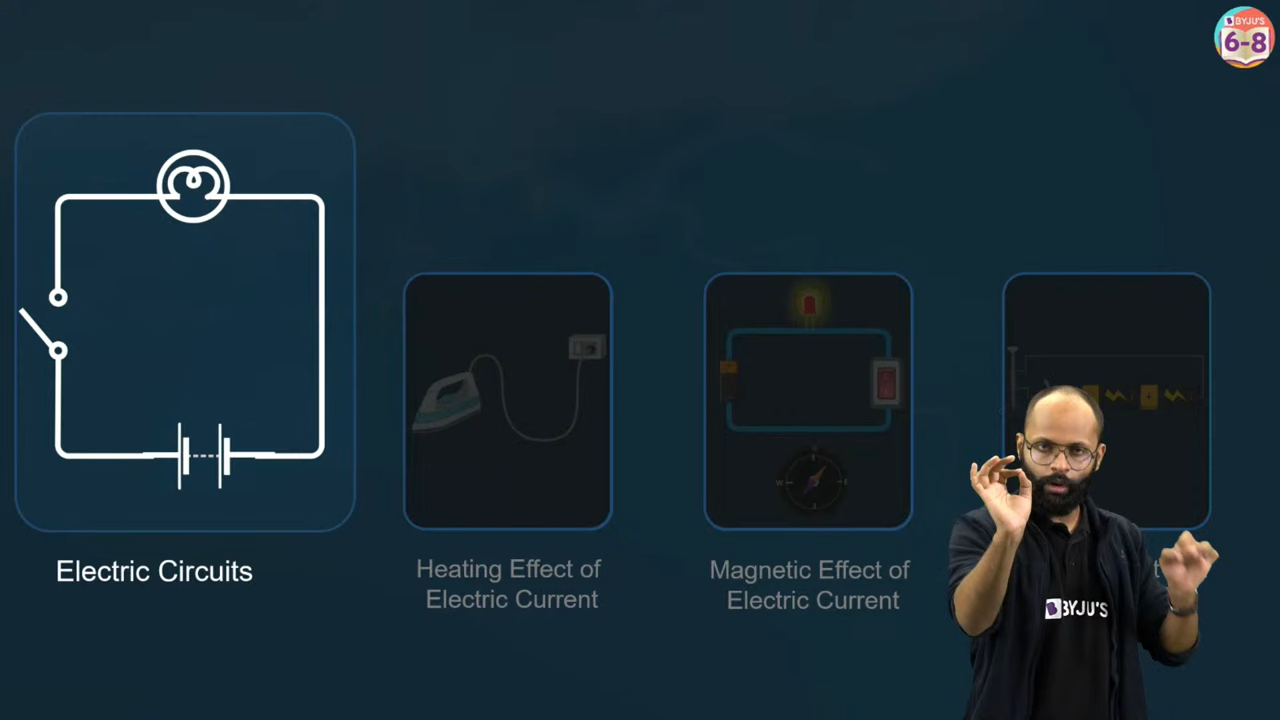 BYJU'S
6-8
Electric Circuits
Heating Effect of
Electric Current
Magnetic Effect of
Electric Current
W
E
BYJU'S